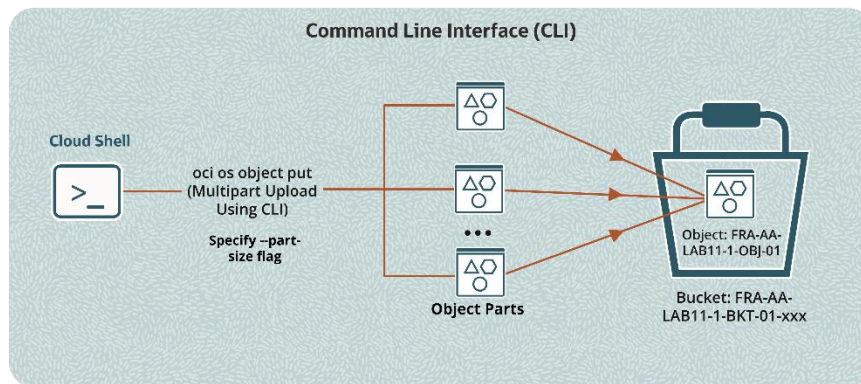 Command Line Interface (CLI)
Cloud Shell
>_
oci os object put
(Multipart Upload
Using CLI)
Specify --part-
size flag
...
Object Parts
Object: FRA-AA-
LAB11-1-OBJ-01
Bucket: FRA-AA-
LAB11-1-BKT-01-xxx